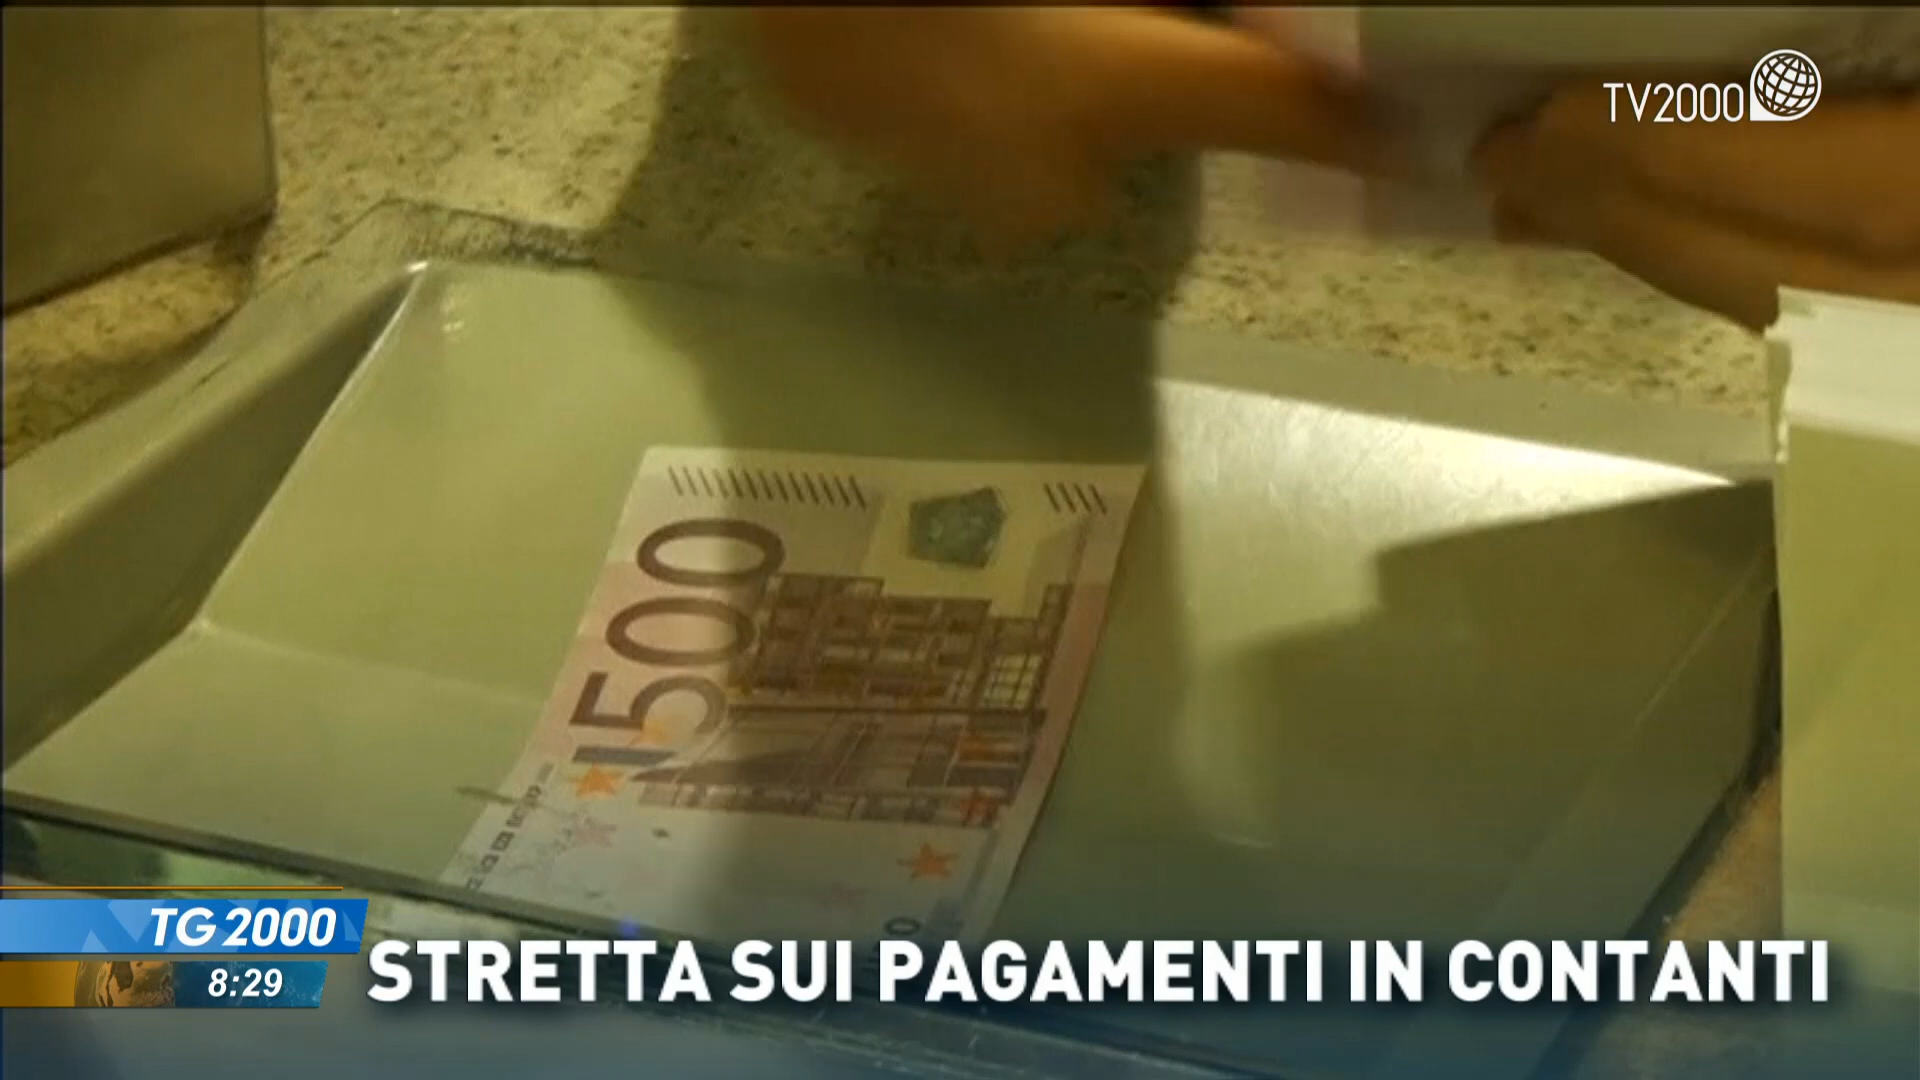 TV2000
500
TG 2000
8:29
STRETTA SUI PAGAMENTI IN CONTANTI